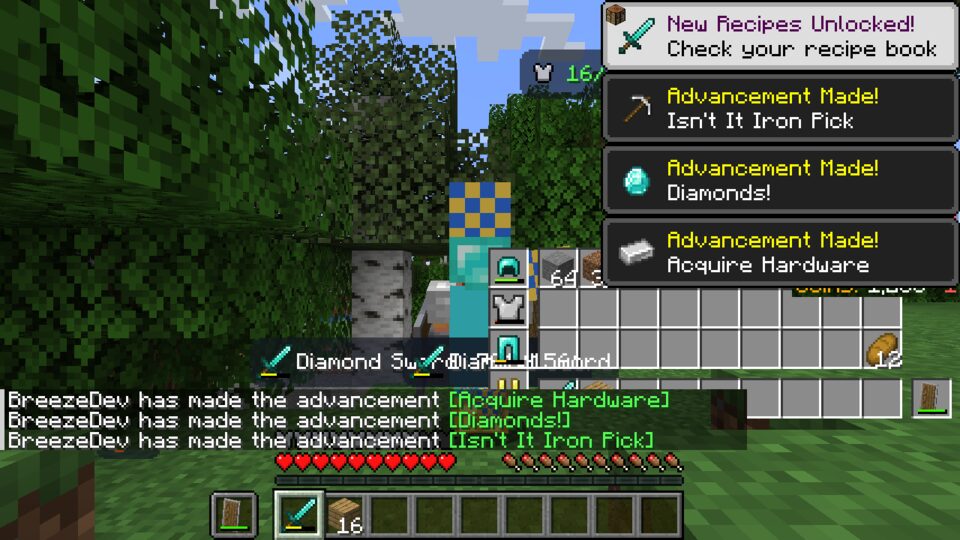 New Recipes Unlocked!
Check your recipe book
16/
Advancement Made!
Isn't It Iron Pick
Advancement Made!
Diamonds!
Advancement Made!
Acquire Hardware
64
12
Diamond
BreezeDev has made the advancement [Acquire Hardware]
BreezeDev has made the advancement [Diamonds!]
BreezeDev has made the advancement [Isn't It Iron Pick]
16